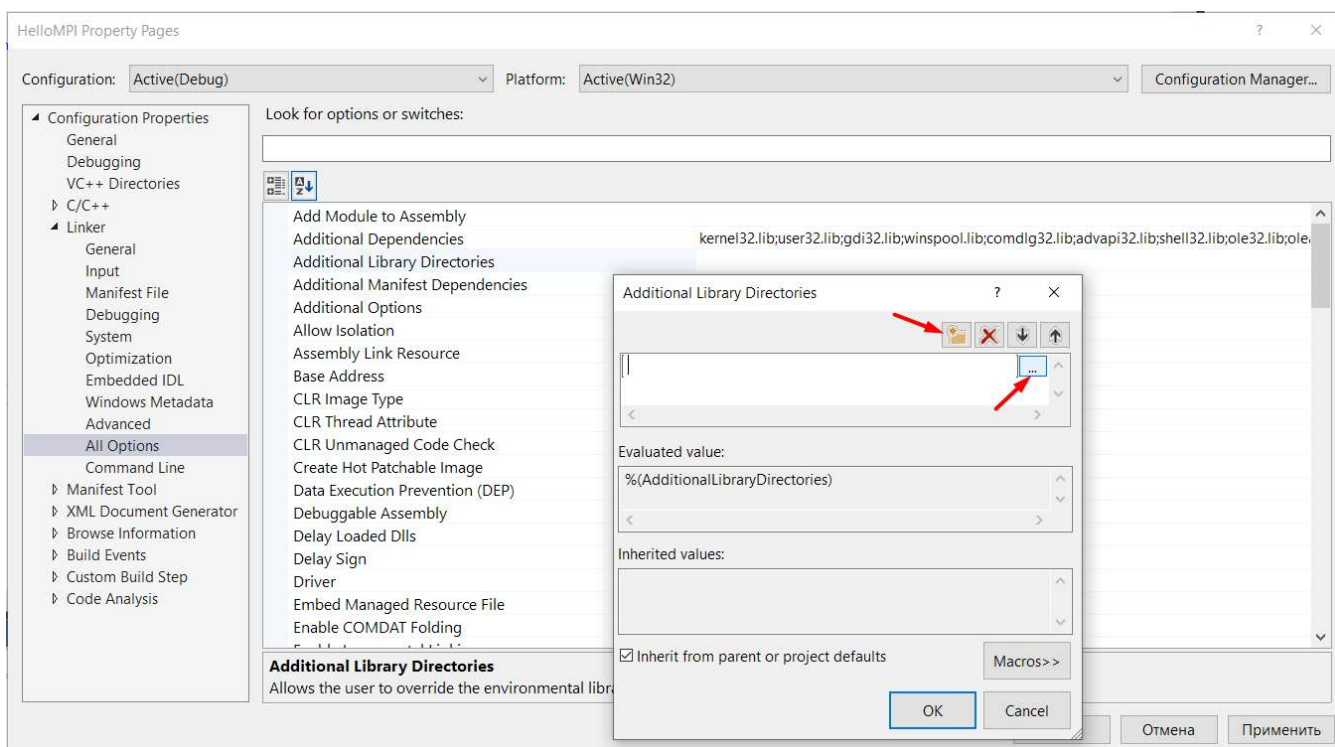 HelloMPI Property Pages
Configuration: Active(Debug) Platform: Active(Win32) Configuration Manager...
Configuration Properties
General
Debugging
VC++ Directories
C/C++
Linker
General
Input
Manifest File
Debugging
System
Optimization
Embedded IDL
Windows Metadata
Advanced
All Options
Command Line
Manifest Tool
XML Document Generator
Browse Information
Build Events
Custom Build Step
Code Analysis
Look for options or switches:
Add Module to Assembly
Additional Dependencies kernel32.lib;user32.lib;gdi32.lib;winspool.lib;comdlg32.lib;advapi32.lib;shell32.lib;ole32.lib;
Additional Library Directories
Additional Manifest Dependencies
Additional Options
Allow Isolation
Assembly Link Resource
Base Address
CLR Image Type
CLR Thread Attribute
CLR Unmanaged Code Check
Create Hot Patchable Image
Data Execution Prevention (DEP)
Debuggable Assembly
Delay Loaded Dlls
Delay Sign
Driver
Embed Managed Resource File
Enable COMDAT Folding
Additional Library Directories
Allows the user to override the environmental
Additional Library Directories ?
...
Evaluated value:
%(AdditionalLibraryDirectories)
Inherited values:
Inherit from parent or project defaults
Macros>>
OK Cancel
Отмена Применить